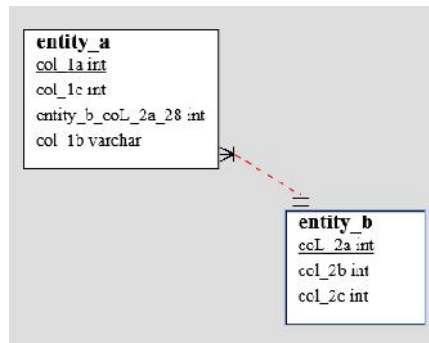 entity_a
col_1a int
col_1c int
entity_b_coL_2a_28 int
col_1b varchar
entity_b
coL_2a int
col_2b int
col_2c int